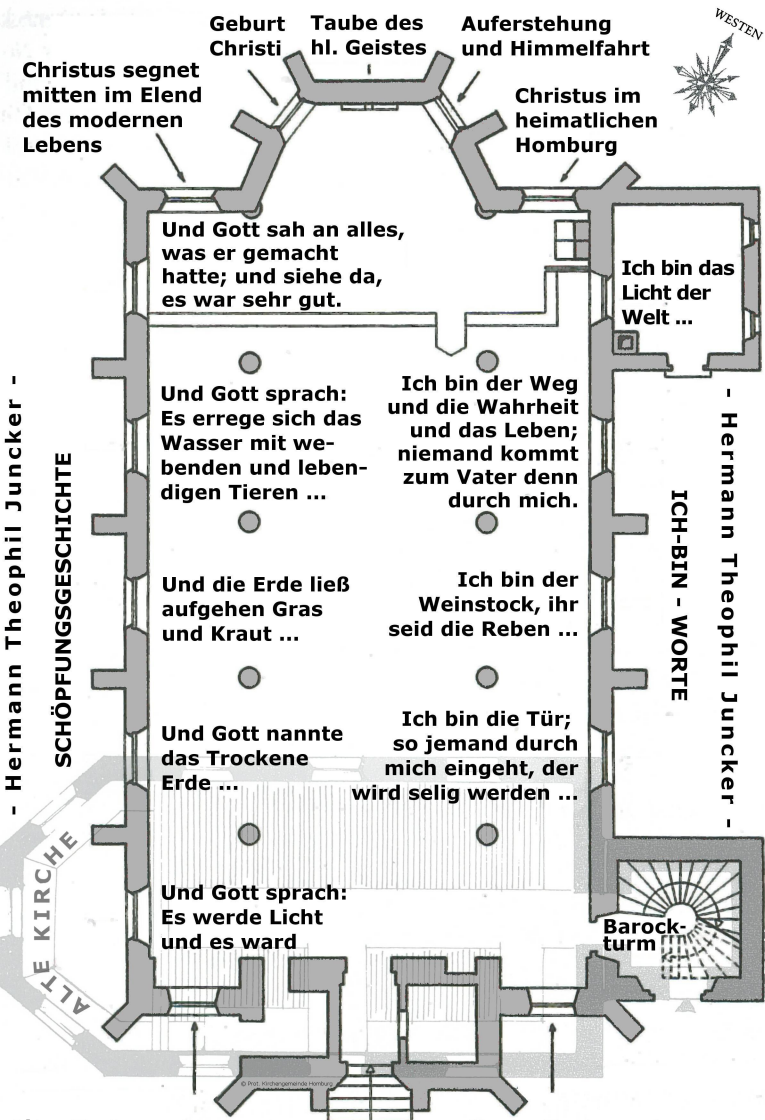 Geburt
Christi
Taube des
hl. Geistes
Auferstehung
und Himmelfahrt
WESTEN
Christus segnet
mitten im Elend
des modernen
Lebens
Christus im
heimatlichen
Homburg
Und Gott sah an alles,
was er gemacht
hatte; und siehe da,
es war sehr gut.
Ich bin das
Licht der
Welt ...
Und Gott sprach:
Es errege sich das
Wasser mit we-
benden und leben-
digen Tieren ...
Ich bin der Weg
und die Wahrheit
und das Leben;
niemand kommt
zum Vater denn
durch mich.
- Hermann Theophil Juncker -
SCHÖPFUNGSGESCHICHTE
ICH-BIN - WORTE
- Hermann Theophil Juncker -
Und die Erde ließ
aufgehen Gras
und Kraut ...
Ich bin der
Weinstock, ihr
seid die Reben ...
Und Gott nannte
das Trockene
Erde ...
Ich bin die Tür;
so jemand durch
mich eingeht, der
wird selig werden ...
ALTE KIRCHE
Und Gott sprach:
Es werde Licht
und es ward
Barock-
turm
© Prot. Kirchengemeinde Homburg